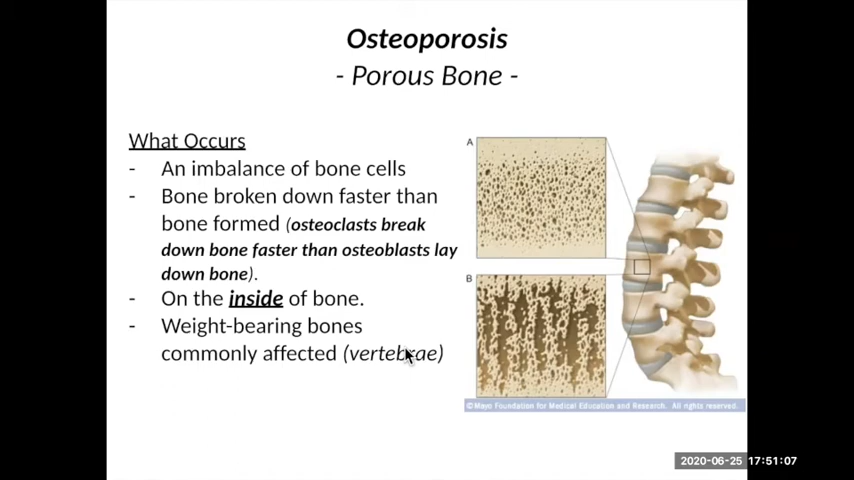 Osteoporosis
- Porous Bone -
What Occurs
- An imbalance of bone cells
- Bone broken down faster than
bone formed (osteoclasts break
down bone faster than osteoblasts lay
down bone).
- On the inside of bone.
- Weight-bearing bones
commonly affected (vertebrae)
A
B
©Mayo Foundation for Medical Education and Research. All rights reserved.
2020-06-25 17:51:07